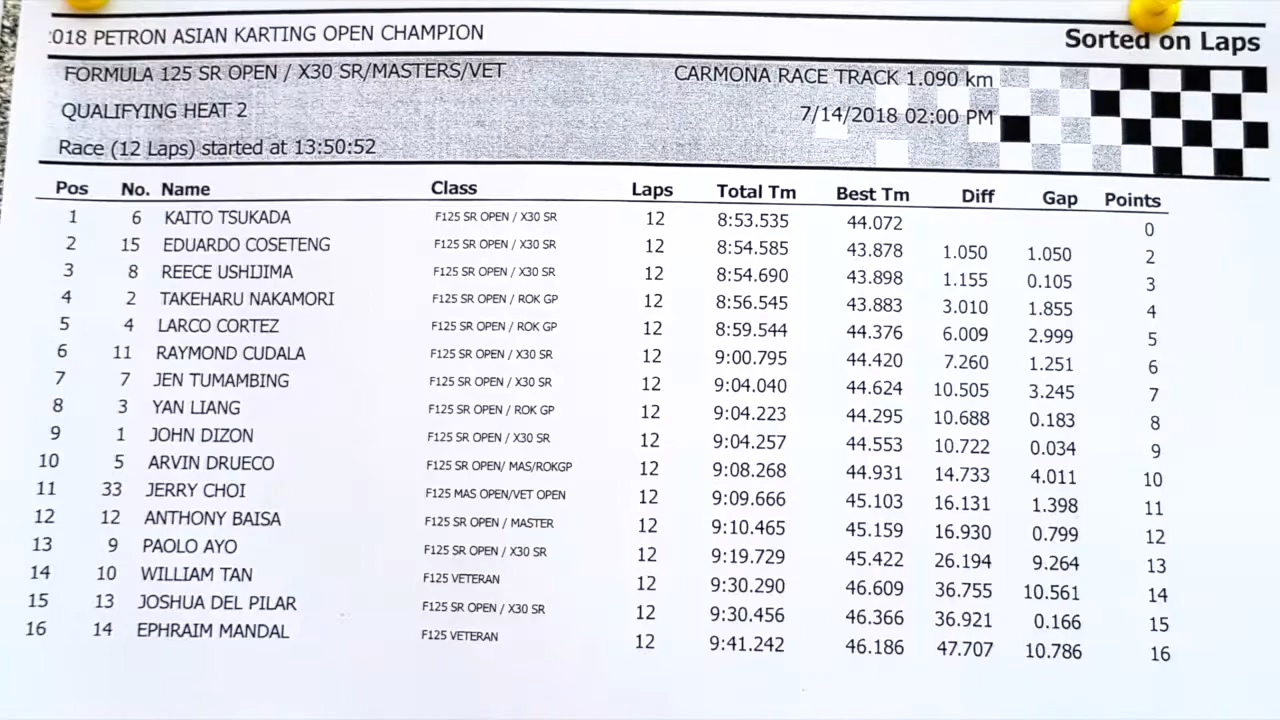 :018 PETRON ASIAN KARTING OPEN CHAMPION
Sorted on Laps
FORMULA 125 SR OPEN / X30 SR/MASTERS/VET CARMONA RACE TRACK 1.090 km
QUALIFYING HEAT 2 7/14/2018 02:00 PM
Race (12 Laps) started at 13:50:52
Pos No. Name Class Laps Total Tm Best Tm Diff Gap Points
1 6 KAITO TSUKADA F125 SR OPEN / X30 SR 12 8:53.535 44.072 0
2 15 EDUARDO COSETENG F125 SR OPEN / X30 SR 12 8:54.585 43.878 1.050 1.050 2
3 8 REECE USHIJIMA F125 SR OPEN / X30 SR 12 8:54.690 43.898 1.155 0.105 3
4 2 TAKEHARU NAKAMORI F125 SR OPEN / ROK GP 12 8:56.545 43.883 3.010 1.855 4
5 4 LARCO CORTEZ F125 SR OPEN / ROK GP 12 8:59.544 44.376 6.009 2.999 5
6 11 RAYMOND CUDALA F125 SR OPEN / X30 SR 12 9:00.795 44.420 7.260 1.251 6
7 7 JEN TUMAMBING F125 SR OPEN / X30 SR 12 9:04.040 44.624 10.505 3.245 7
8 3 YAN LIANG F125 SR OPEN / ROK GP 12 9:04.223 44.295 10.688 0.183 8
9 1 JOHN DIZON F125 SR OPEN / X30 SR 12 9:04.257 44.553 10.722 0.034 9
10 5 ARVIN DRUECO F125 SR OPEN/ MAS/ROKGP 12 9:08.268 44.931 14.733 4.011 10
11 33 JERRY CHOI F125 MAS OPEN/VET OPEN 12 9:09.666 45.103 16.131 1.398 11
12 12 ANTHONY BAISA F125 SR OPEN / MASTER 12 9:10.465 45.159 16.930 0.799 12
13 9 PAOLO AYO F125 SR OPEN / X30 SR 12 9:19.729 45.422 26.194 9.264 13
14 10 WILLIAM TAN F125 VETERAN 12 9:30.290 46.609 36.755 10.561 14
15 13 JOSHUA DEL PILAR F125 SR OPEN / X30 SR 12 9:30.456 46.366 36.921 0.166 15
16 14 EPHRAIM MANDAL F125 VETERAN 12 9:41.242 46.186 47.707 10.786 16